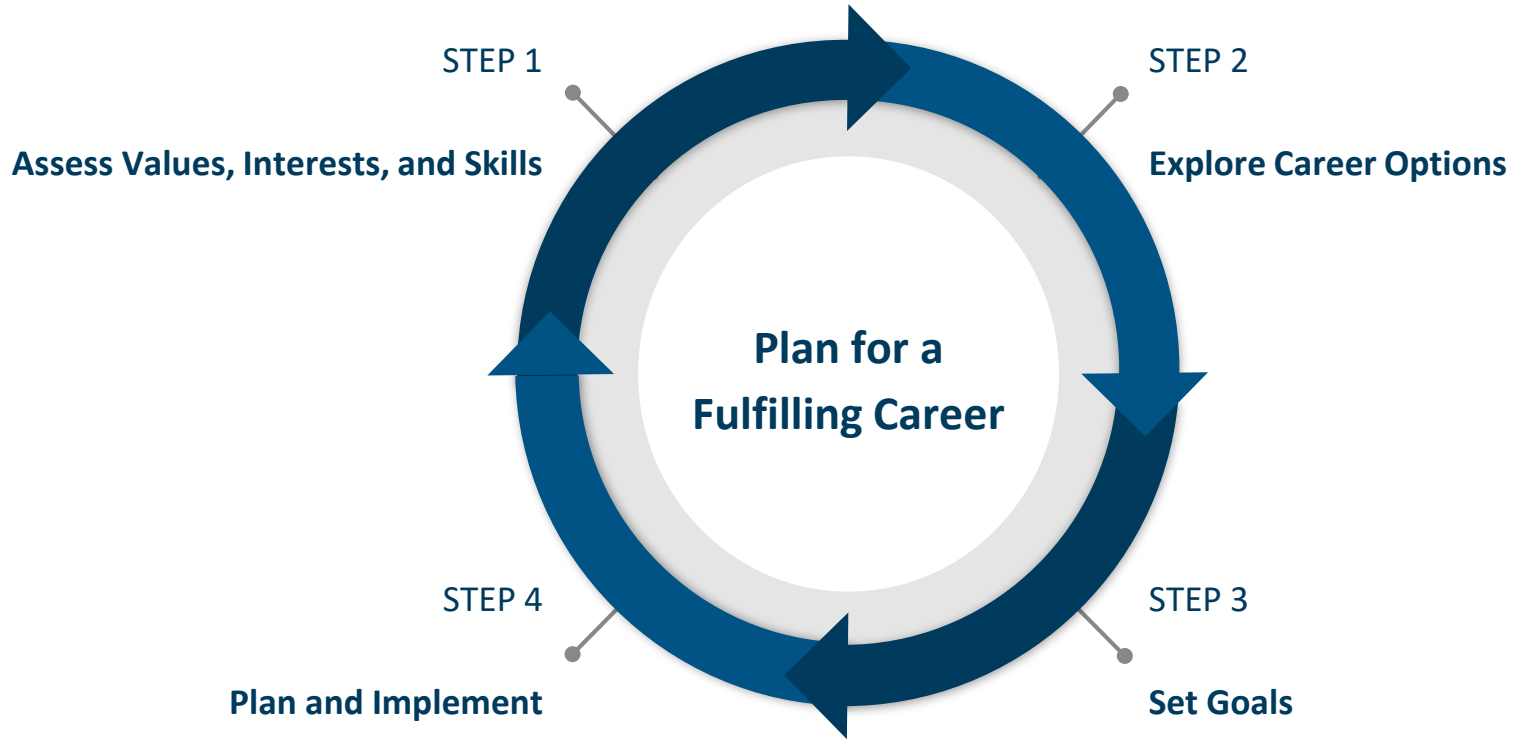 STEP 1
Assess Values, Interests, and Skills
STEP 2
Explore Career Options
Plan for a
Fulfilling Career
STEP 3
Set Goals
STEP 4
Plan and Implement